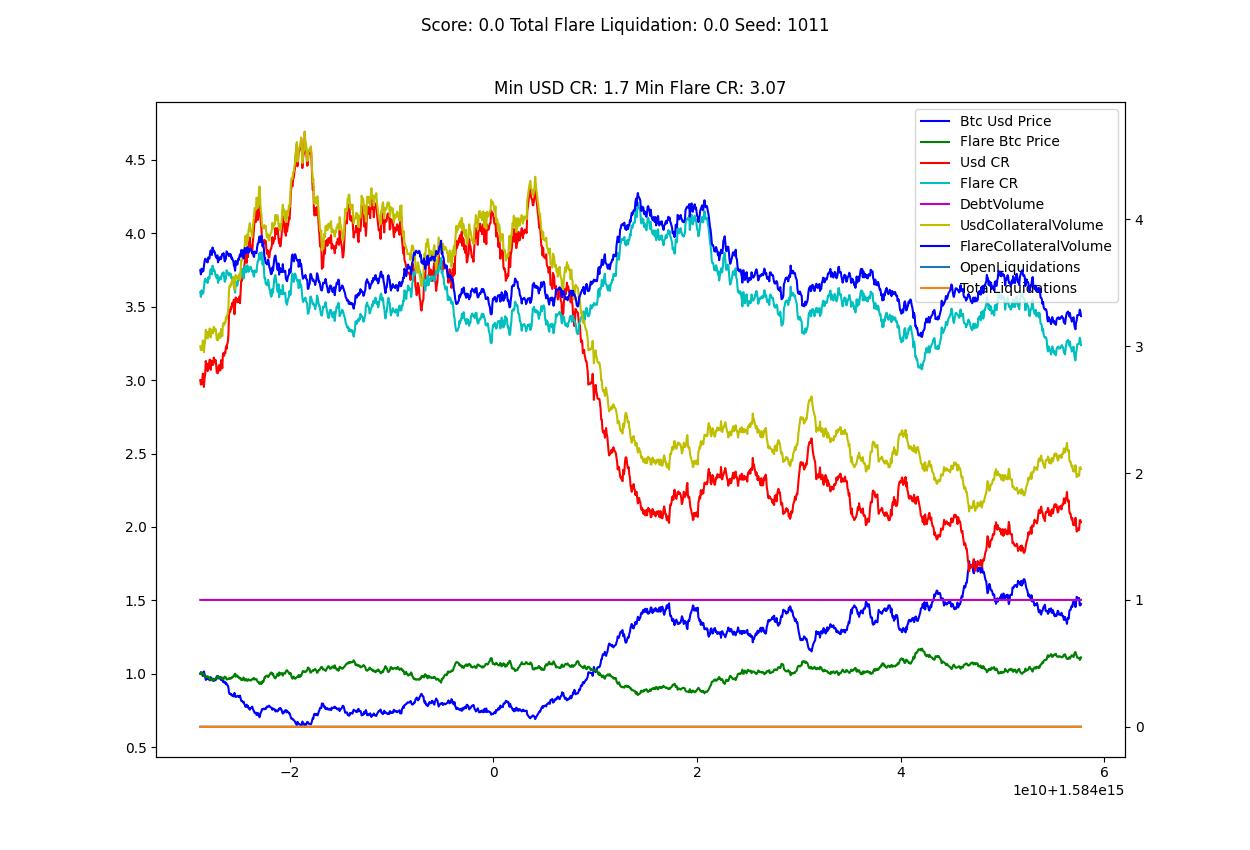 Score: 0.0 Total Flare Liquidation: 0.0 Seed: 1011
Min USD CR: 1.7 Min Flare CR: 3.07
Btc Usd Price
Flare Btc Price
Usd CR
Flare CR
DebtVolume
UsdCollateralVolume
FlareCollateralVolume
OpenLiquidations
TotalLiquidations
4.5
4.0
3.5
3.0
2.5
2.0
1.5
1.0
0.5
4
3
2
1
0
−2
0
2
4
6
1e10+1.584e15